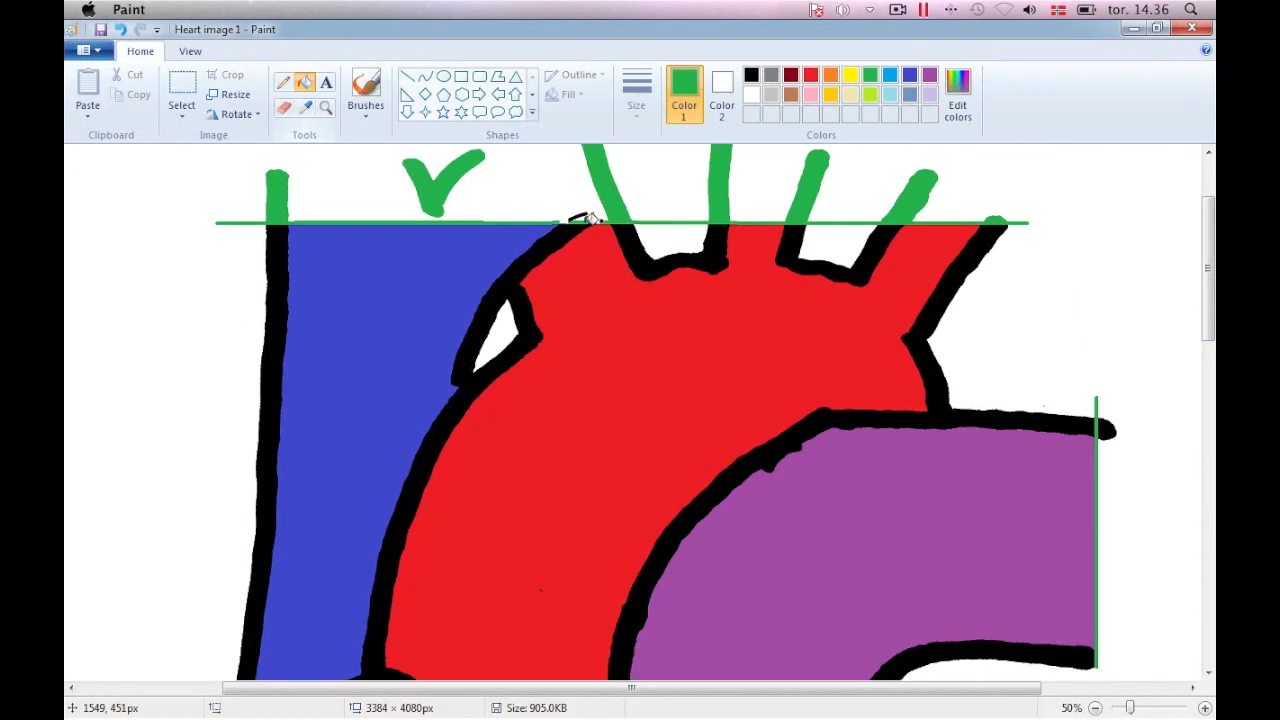 Paint tor. 14.36
Heart image1 - Paint
Home View
Cut Crop Outline
Copy Resize Fill Edit
Paste Select Rotate Brushes Size Color Color colors
1 2
Clipboard Image Tools Shapes Colors
1549, 451px 3384 × 4080px Size: 905.0KB 50%